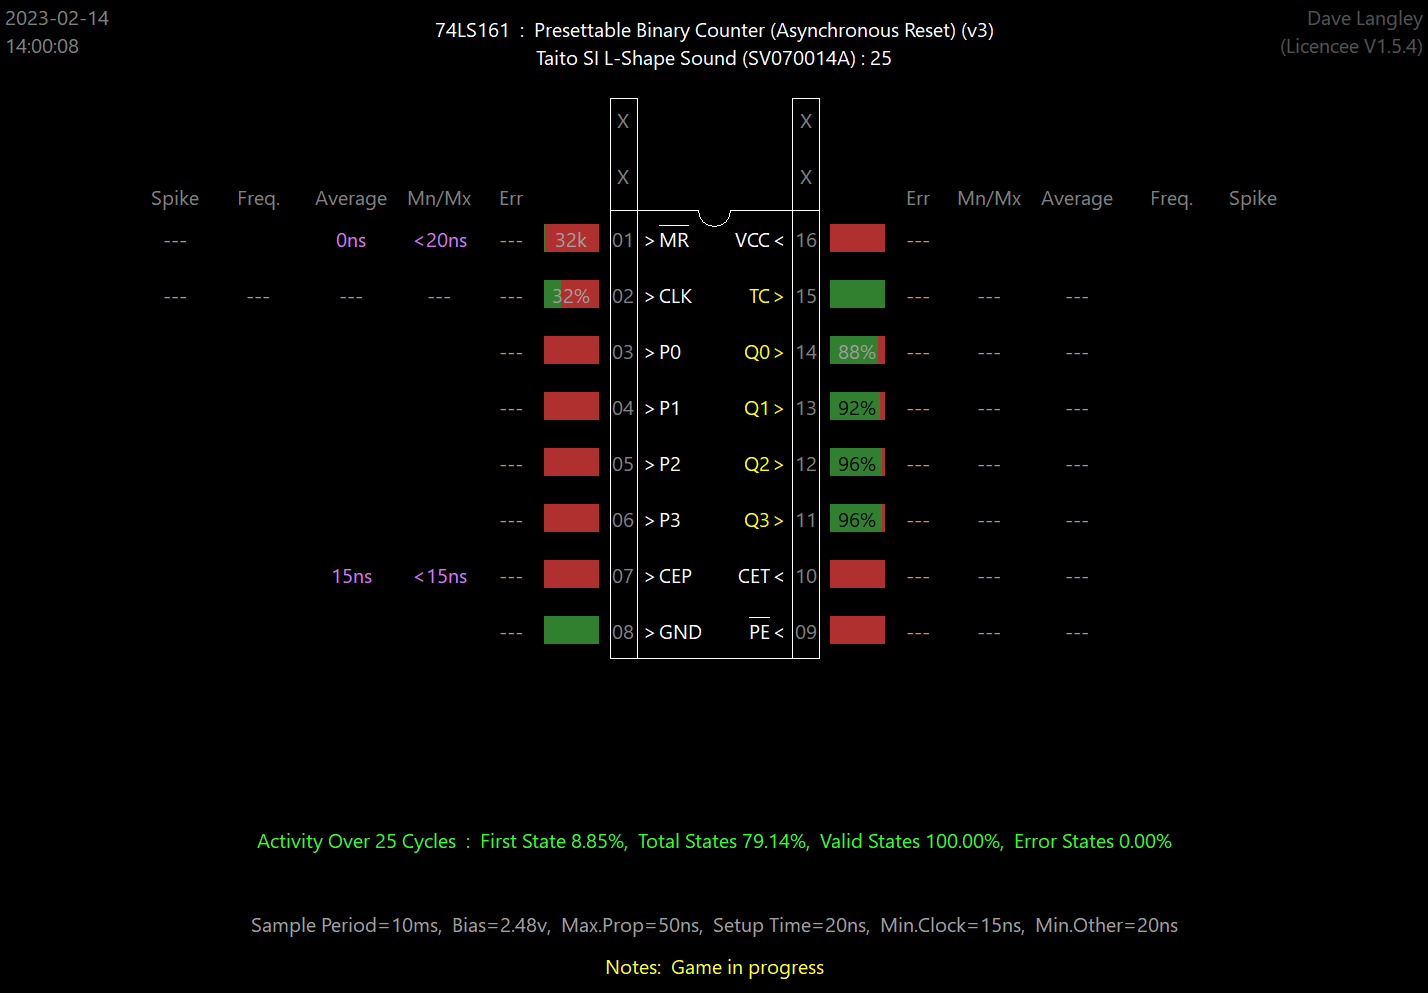 2023-02-14
14:00:08
74LS161 : Presettable Binary Counter (Asynchronous Reset) (v3)
Taito SI L-Shape Sound (SV070014A) : 25
Dave Langley
(Licencee V1.5.4)
X X
X X
Spike Freq. Average Mn/Mx Err Err Mn/Mx Average Freq. Spike
--- 0ns <20ns --- 32k 01 >MR VCC< 16 ---
--- --- --- --- --- 32% 02 >CLK TC> 15 --- --- ---
--- 03 >P0 Q0> 14 88% --- --- ---
--- 04 >P1 Q1> 13 92% --- --- ---
--- 05 >P2 Q2> 12 96% --- --- ---
--- 06 >P3 Q3> 11 96% --- --- ---
15ns <15ns --- 07 >CEP CET< 10 --- --- ---
--- 08 >GND PE< 09 --- --- ---
Activity Over 25 Cycles : First State 8.85%, Total States 79.14%, Valid States 100.00%, Error States 0.00%
Sample Period=10ms, Bias=2.48v, Max.Prop=50ns, Setup Time=20ns, Min.Clock=15ns, Min.Other=20ns
Notes: Game in progress